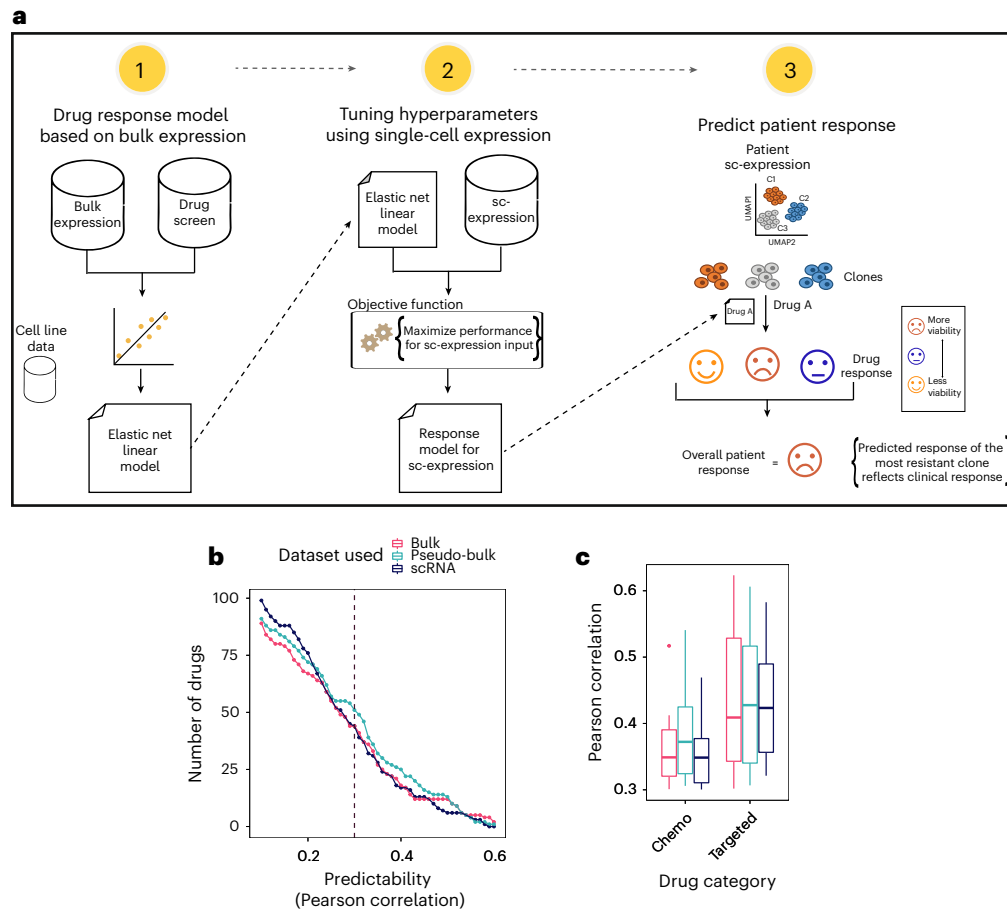 a
1
2
3
Drug response model
based on bulk expression
Tuning hyperparameters
using single-cell expression
Predict patient response
Bulk
expression
Drug
screen
Elastic net
linear
model
sc-
expression
Patient
sc-expression
C1
C2
C3
UMAP1
UMAP2
Clones
Drug A
Drug A
Cell line
data
Objective function
Maximize performance
for sc-expression input
Drug
response
More
viability
Less
viability
Elastic net
linear
model
Response
model for
sc-expression
Overall patient
response
=
Predicted response of the
most resistant clone
reflects clinical response
b
Dataset used
Bulk
Pseudo-bulk
scRNA
Number of drugs
100
75
50
25
0
0.2
0.4
0.6
Predictability
(Pearson correlation)
c
Pearson correlation
0.6
0.5
0.4
0.3
Chemo
Targeted
Drug category